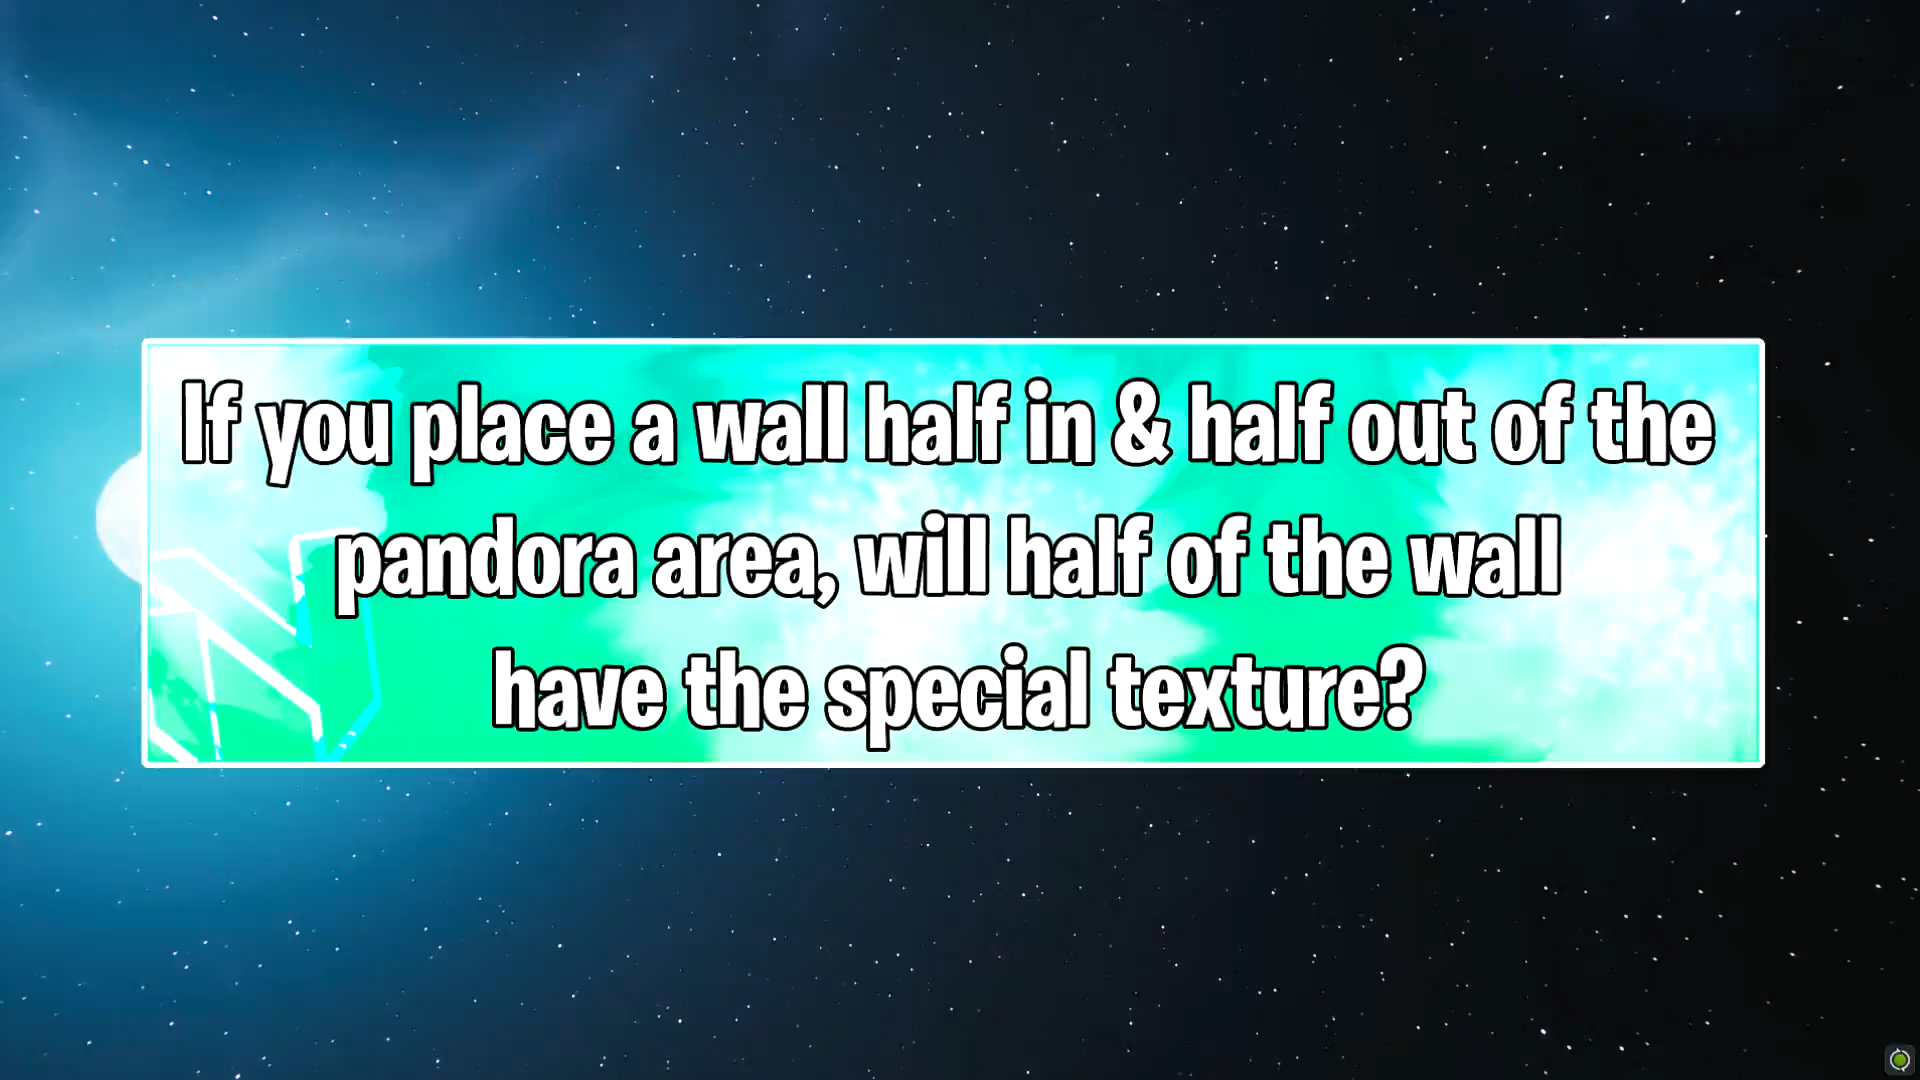 If you place a wall half in & half out of the
pandora area, will half of the wall
have the special texture?